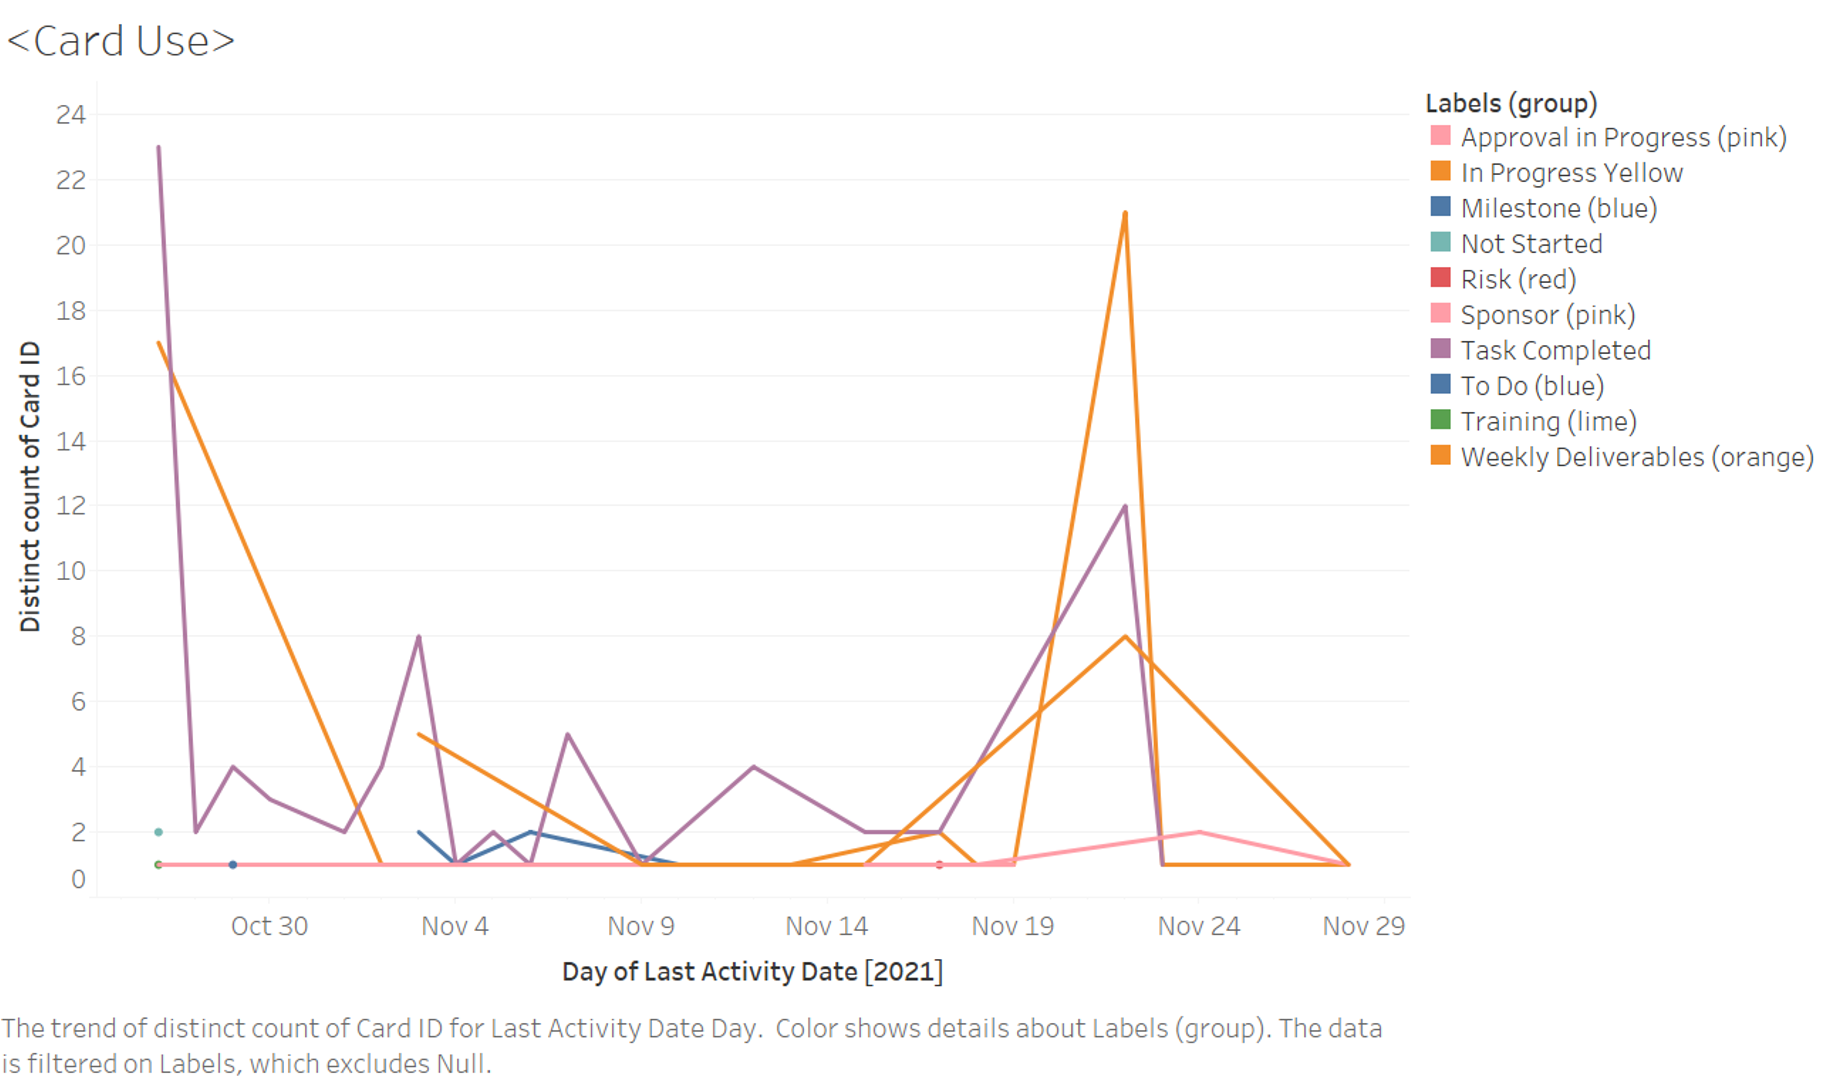 <Card Use>
24
22
20
18
16
14
12
10
8
6
4
2
0
Distinct count of Card ID
Oct 30
Nov 4
Nov 9
Nov 14
Nov 19
Nov 24
Nov 29
Day of Last Activity Date [2021]
Labels (group)
Approval in Progress (pink)
In Progress Yellow
Milestone (blue)
Not Started
Risk (red)
Sponsor (pink)
Task Completed
To Do (blue)
Training (lime)
Weekly Deliverables (orange)
The trend of distinct count of Card ID for Last Activity Date Day.  Color shows details about Labels (group). The data
is filtered on Labels, which excludes Null.